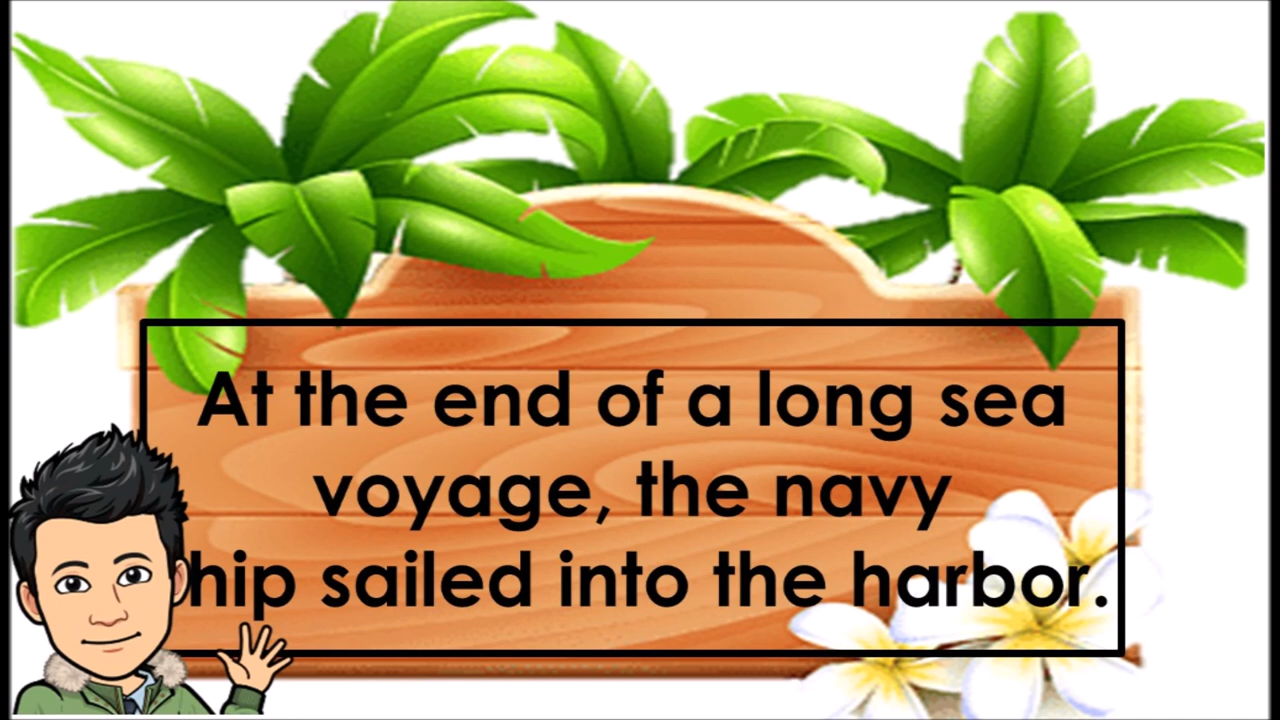 At the end of a long sea
voyage, the navy
hip sailed into the harbor.